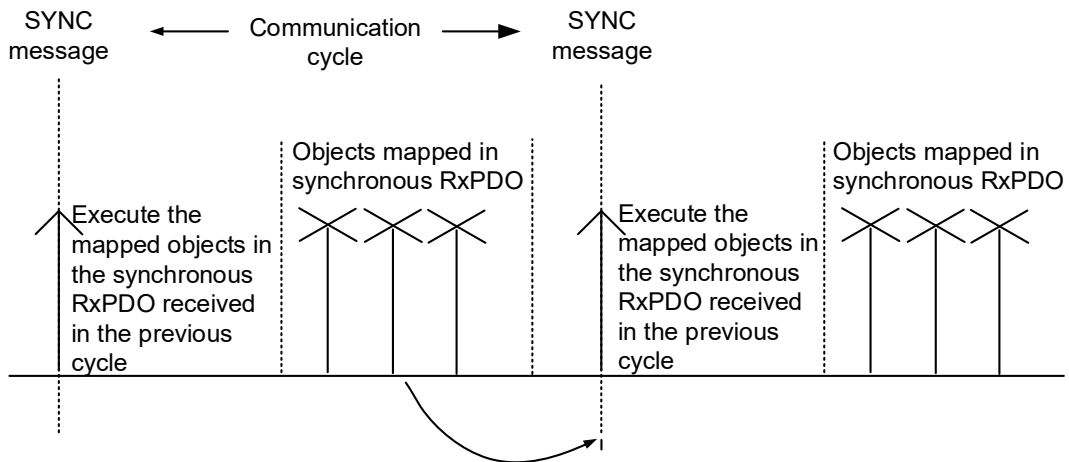 SYNC
message
Communication
cycle
SYNC
message
Objects mapped in
synchronous RxPDO
Objects mapped in
synchronous RxPDO
Execute the
mapped objects in
the synchronous
RxPDO received
in the previous
cycle
Execute the
mapped objects in
the synchronous
RxPDO received
in the previous
cycle